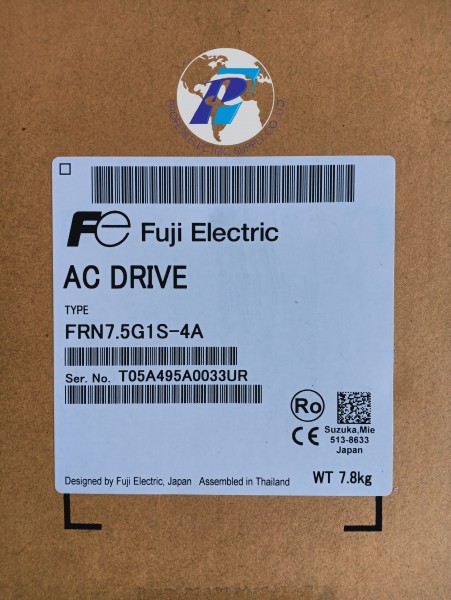 Fe Fuji Electric
AC DRIVE
TYPE
FRN7.5G1S-4A
Ser. No. T05A495A0033UR
Ro
CE
Suzuka,Mie
513-8633
Japan
Designed by Fuji Electric, Japan Assembled in Thailand
WT 7.8kg